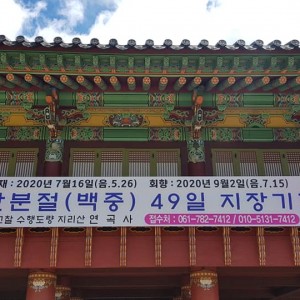 재 : 2020년 7월16일(음.5.26) 회향 : 2020년 9월2일(음.7.15)
란분절(백중) 49일 지장기
고찰 수행도량 지리산 연곡사 접수처 : 061-782-7412 / 010-5131-7412